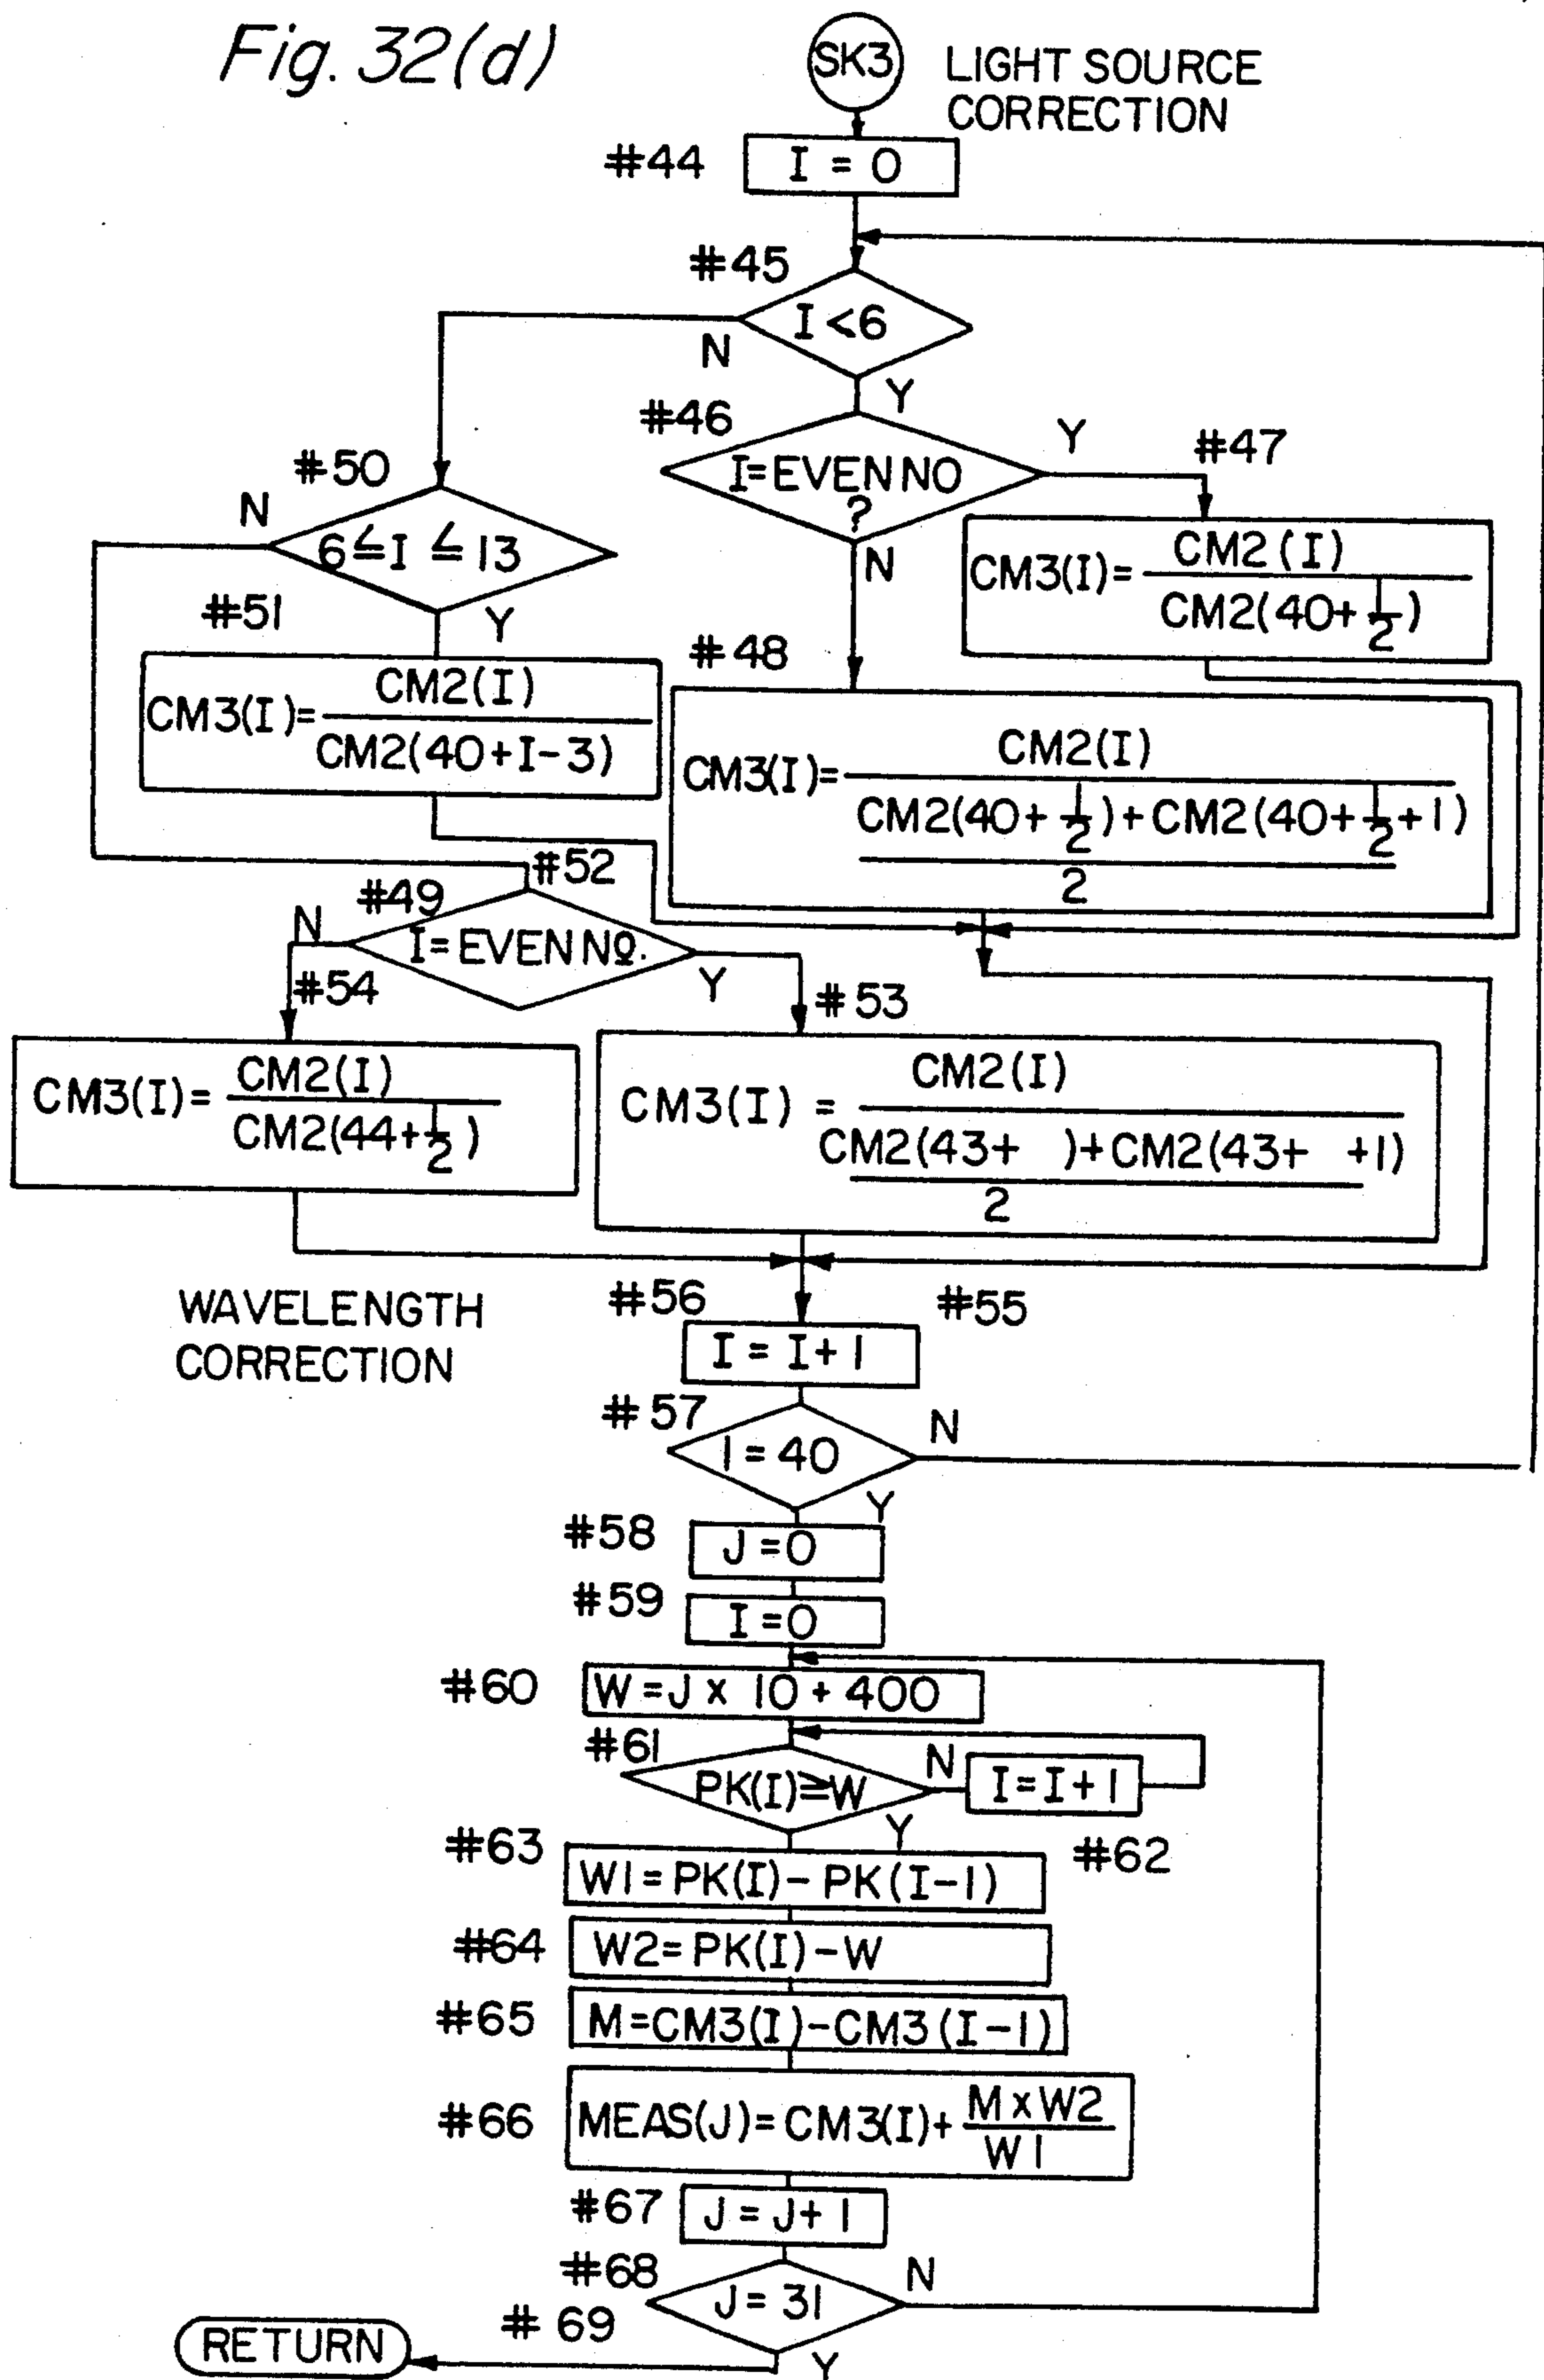 Fig. 32(d)
SK3
LIGHT SOURCE
CORRECTION
#44
I = 0
#45
I<6
N
Y
#46
I=EVEN NO
?
Y
N
#47
CM3(I)=
CM2(I)
CM2(40+ I/2)
#50
N
6≦I≦13
Y
#51
CM3(I)=
CM2(I)
CM2(40+I-3)
#48
CM3(I)=
CM2(I)
CM2(40+ I/2)+CM2(40+ I/2+1)
2
#52
#49
N
I=EVEN NO.
Y
#54
#53
CM3(I)=
CM2(I)
CM2(44+ I/2)
CM3(I) =
CM2(I)
CM2(43+  )+CM2(43+  +1)
2
WAVELENGTH
CORRECTION
#56
#55
I = I+1
#57
I = 40
N
Y
#58
J=0
#59
I=0
#60
W=J x 10+400
#61
PK(I)≧W
N
I=I+1
Y
#62
#63
W1=PK(I)-PK(I-1)
#64
W2=PK(I)-W
#65
M=CM3(I)-CM3(I-1)
#66
MEAS(J)=CM3(I)+
M x W2
W1
#67
J=J+1
#68
J=31
N
Y
#69
RETURN